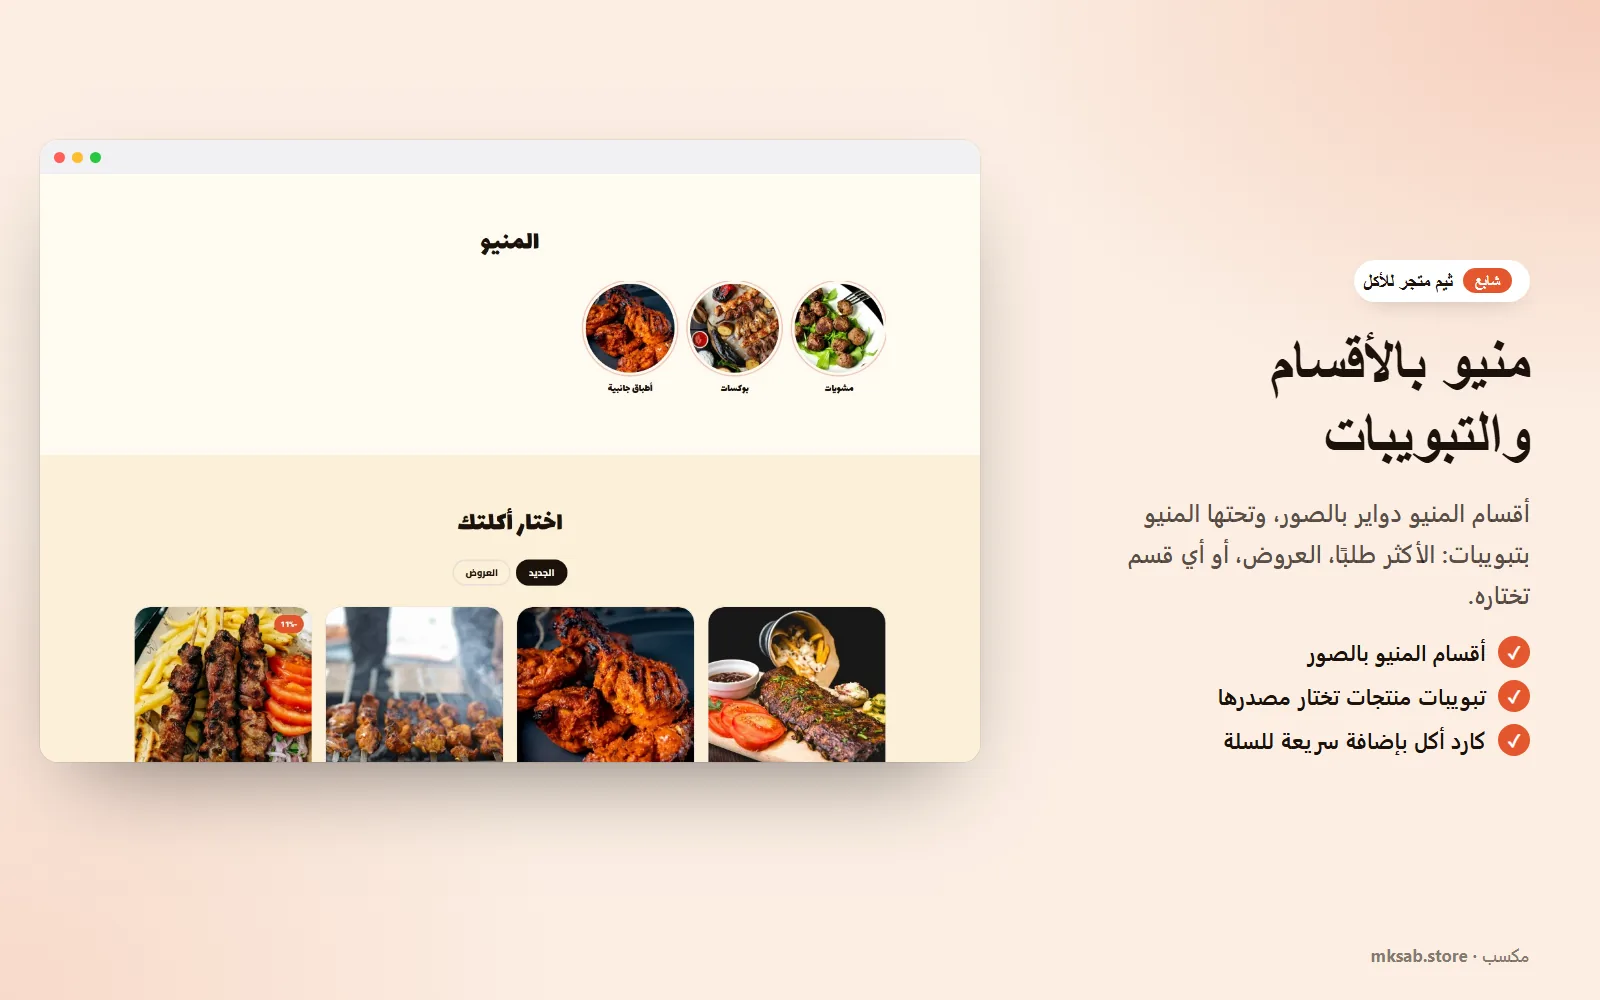 شابع
ثيم متجر للأكل
منيو بالأقسام
والتبويبات
أقسام المنيو دواير بالصور، وتحتها المنيو
بتبويبات: الأكثر طلبًا، العروض، أو أي قسم
تختاره.
أقسام المنيو بالصور
تبويبات منتجات تختار مصدرها
كارد أكل بإضافة سريعة للسلة
مكسب · mksab.store
المنيو
مشويات
بوكسات
أطباق جانبية
اختار أكلتك
الجديد
العروض
-11%